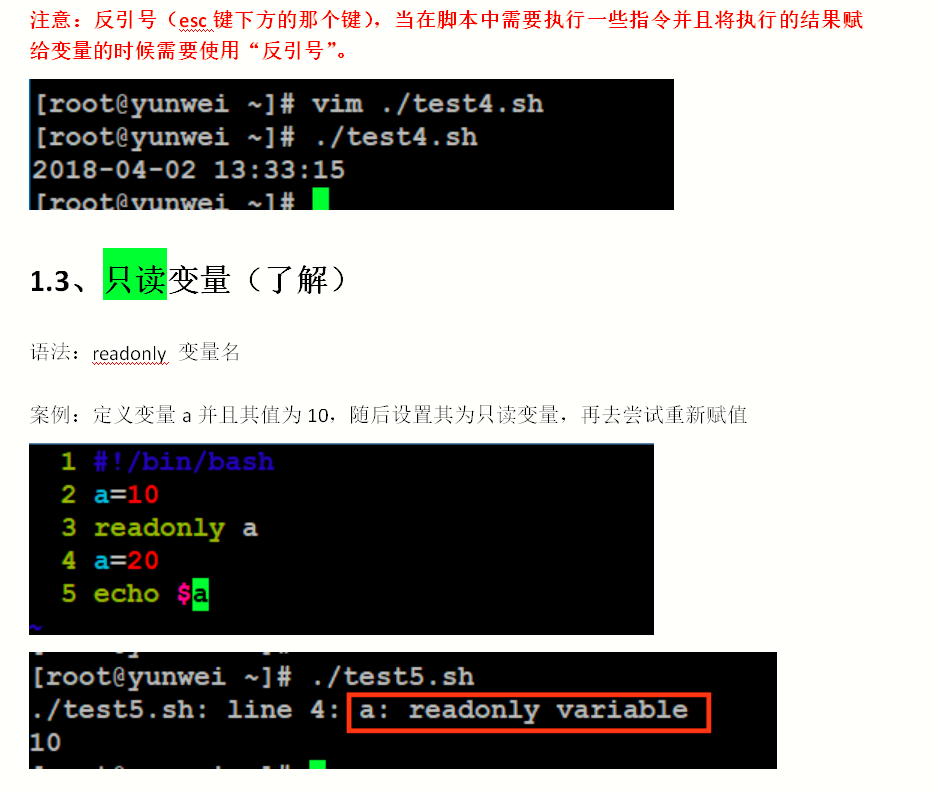 注意：反引号（esc 键下方的那个键），当在脚本中需要执行一些指令并且将执行的结果赋
给变量的时候需要使用“反引号”。
[root@yunwei ~]# vim ./test4.sh
[root@yunwei ~]# ./test4.sh
2018-04-02 13:33:15
[root@yunwei ~]#
1.3、只读变量（了解）
语法：readonly 变量名
案例：定义变量 a 并且其值为 10，随后设置其为只读变量，再去尝试重新赋值
1 #!/bin/bash
2 a=10
3 readonly a
4 a=20
5 echo $a
~
[root@yunwei ~]# ./test5.sh
./test5.sh: line 4: a: readonly variable
10